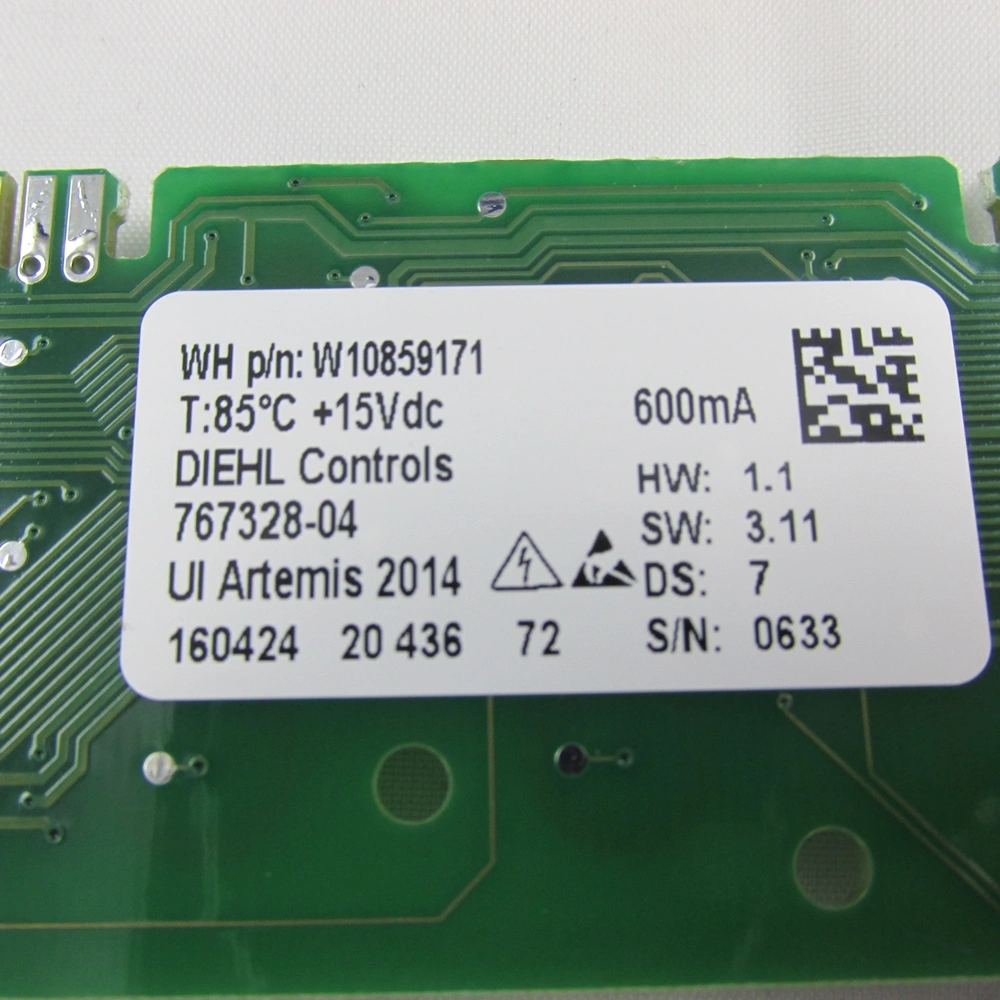 WH p/n: W10859171
T:85°C +15Vdc 600mA
DIEHL Controls HW: 1.1
767328-04 SW: 3.11
UI Artemis 2014 DS: 7
160424 20 436 72 S/N: 0633